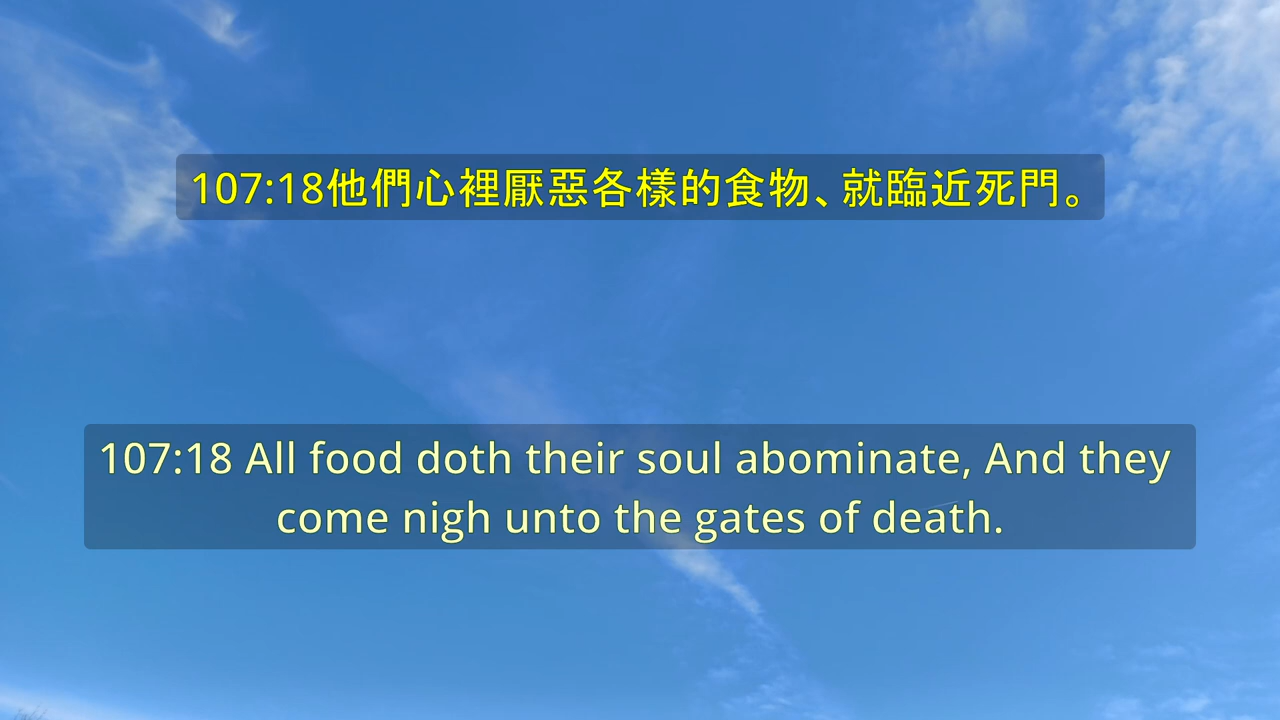 107:18他們心裡厭惡各樣的食物、就臨近死門。
107:18 All food doth their soul abominate, And they
come nigh unto the gates of death.